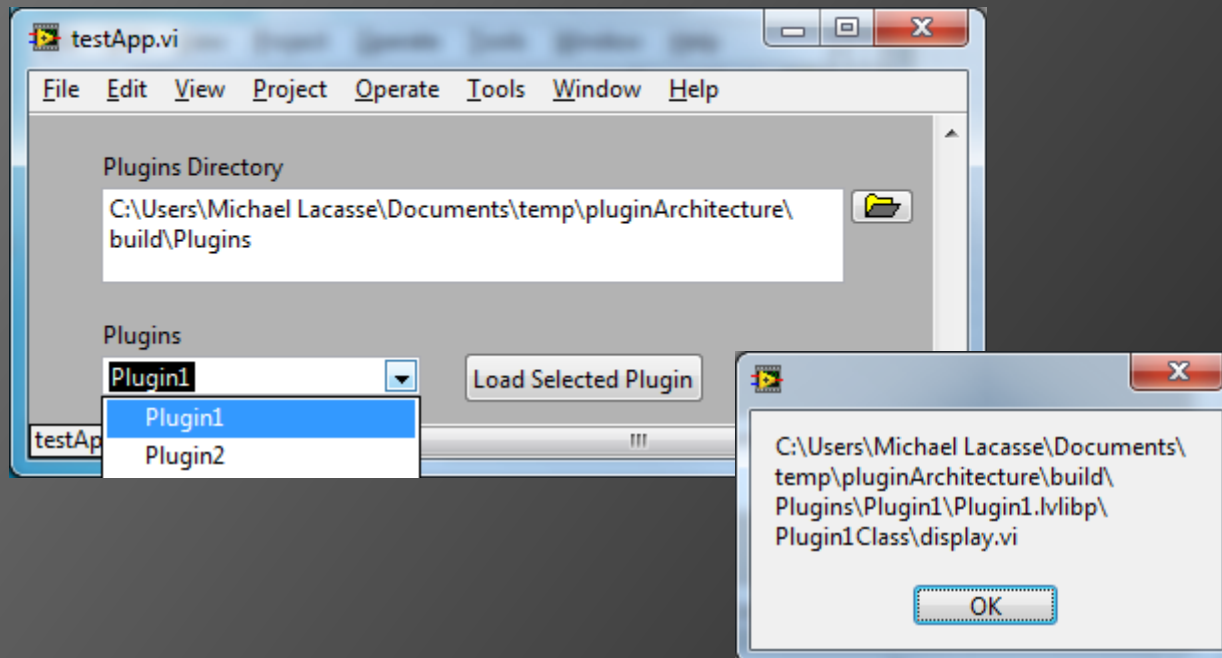 testApp.vi
File Edit View Project Operate Tools Window Help
Plugins Directory
C:\Users\Michael Lacasse\Documents\temp\pluginArchitecture\
build\Plugins
Plugins
Plugin1
Load Selected Plugin
Plugin1
Plugin2
testAp
C:\Users\Michael Lacasse\Documents\
temp\pluginArchitecture\build\
Plugins\Plugin1\Plugin1.lvlibp\
Plugin1Class\display.vi
OK